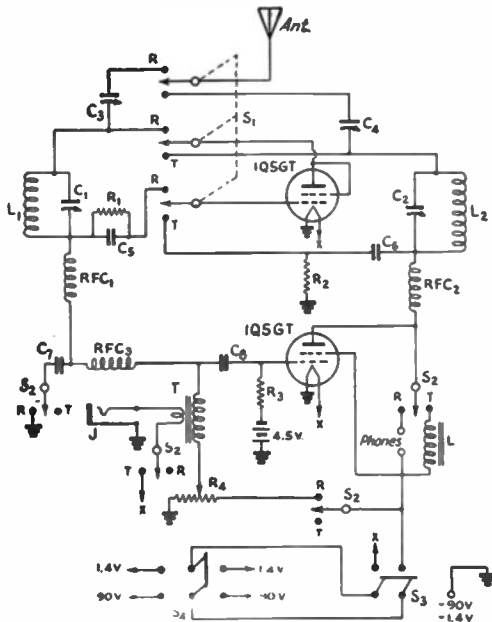 Ant.
R
C3
R
S1
C4
T
1Q5GT
L1
C1
R1
R
C2
L2
C5
T
C6
R2
RFC1
RFC2
1Q5GT
C7
RFC3
C8
S2
R3
S2
R
T
T
R
T
J
S2
4.5V.
Phones
L
T
R
X
R4
R
S2
T
X
X
X
1.4V
1.4V
90V
S3
-90V
-1.4V
S4